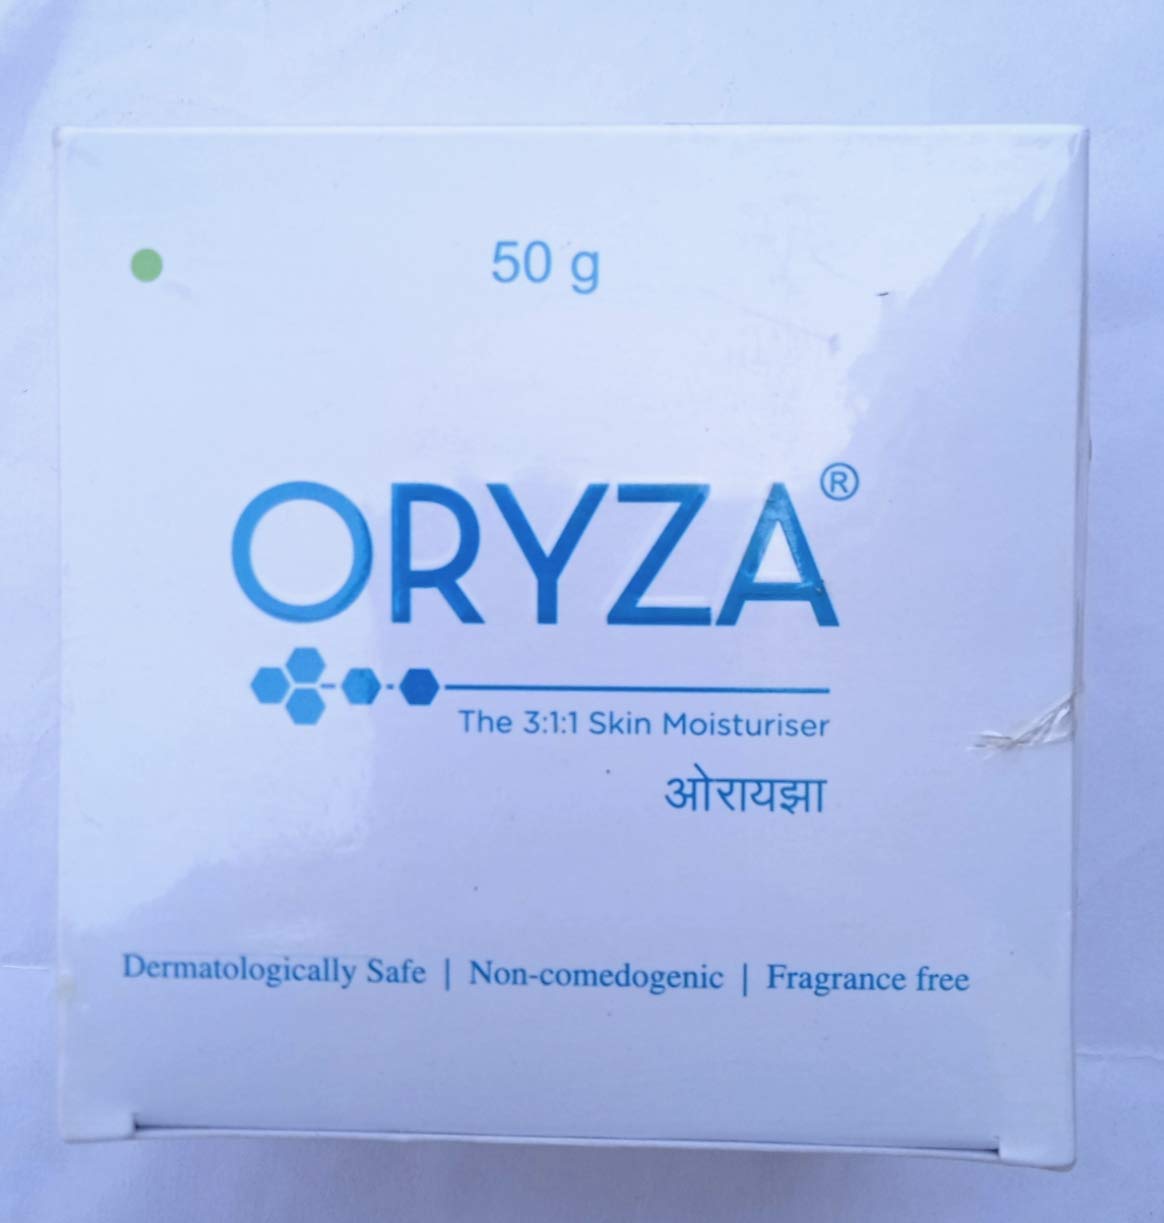 50 g
ORYZA®
The 3:1:1 Skin Moisturiser
ओरायझा
Dermatologically Safe | Non-comedogenic | Fragrance free